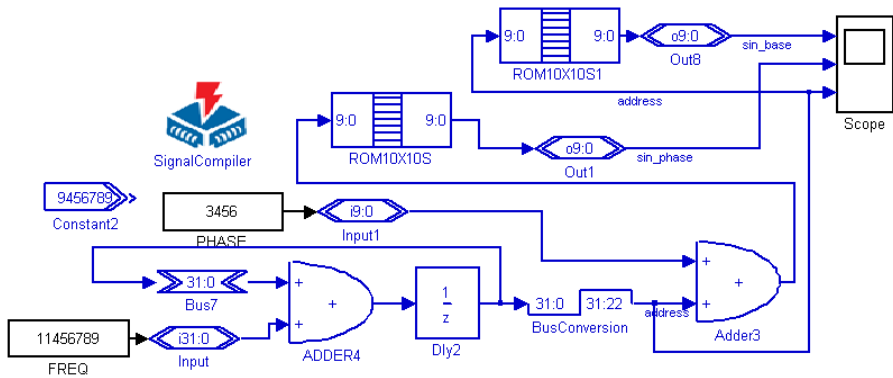 9:0 9:0
ROM10X10S1
o9:0
Out8
sin_base
address
Scope
9:0 9:0
ROM10X10S
o9:0
Out1
sin_phase
SignalCompiler
9456789
Constant2
3456
PHASE
i9:0
Input1
31:0
Bus7
+
+
+
ADDER4
1
z
Dly2
31:0 31:22
BusConversion
address
+
+
+
Adder3
11456789
FREQ
i31:0
Input